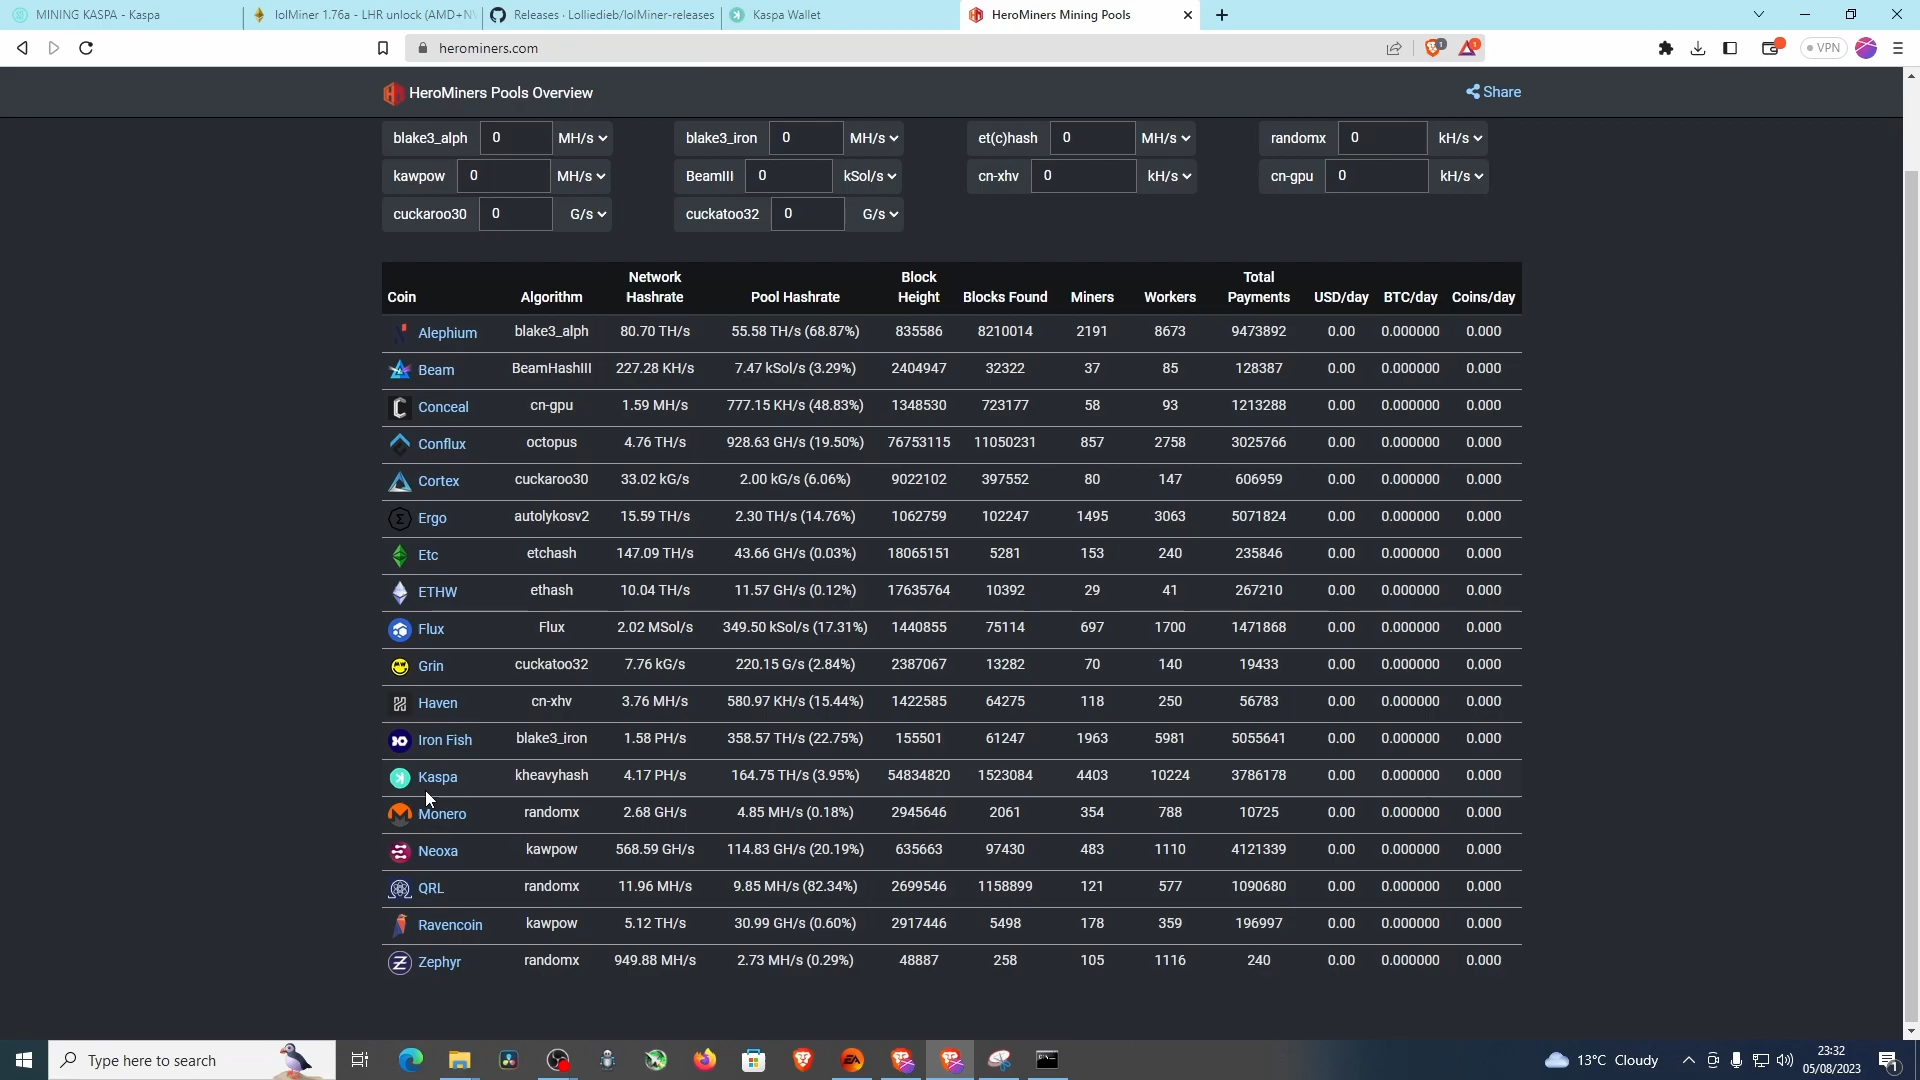 MINING KASPA - Kaspa
lolMiner 1.76a - LHR unlock (AMD+NV
Releases · Lolliedieb/lolMiner-releases
Kaspa Wallet
HeroMiners Mining Pools
herominers.com
VPN
HeroMiners Pools Overview
Share
blake3_alph 0 MH/s
blake3_iron 0 MH/s
et(c)hash 0 MH/s
randomx 0 kH/s
kawpow 0 MH/s
BeamIII 0 kSol/s
cn-xhv 0 kH/s
cn-gpu 0 kH/s
cuckaroo30 0 G/s
cuckatoo32 0 G/s
Coin Algorithm Network Hashrate Pool Hashrate Block Height Blocks Found Miners Workers Total Payments USD/day BTC/day Coins/day
Alephium blake3_alph 80.70 TH/s 55.58 TH/s (68.87%) 835586 8210014 2191 8673 9473892 0.00 0.000000 0.000
Beam BeamHashIII 227.28 KH/s 7.47 kSol/s (3.29%) 2404947 32322 37 85 128387 0.00 0.000000 0.000
Conceal cn-gpu 1.59 MH/s 777.15 KH/s (48.83%) 1348530 723177 58 93 1213288 0.00 0.000000 0.000
Conflux octopus 4.76 TH/s 928.63 GH/s (19.50%) 76753115 11050231 857 2758 3025766 0.00 0.000000 0.000
Cortex cuckaroo30 33.02 kG/s 2.00 kG/s (6.06%) 9022102 397552 80 147 606959 0.00 0.000000 0.000
Ergo autolykosv2 15.59 TH/s 2.30 TH/s (14.76%) 1062759 102247 1495 3063 5071824 0.00 0.000000 0.000
Etc etchash 147.09 TH/s 43.66 GH/s (0.03%) 18065151 5281 153 240 235846 0.00 0.000000 0.000
ETHW ethash 10.04 TH/s 11.57 GH/s (0.12%) 17635764 10392 29 41 267210 0.00 0.000000 0.000
Flux Flux 2.02 MSol/s 349.50 kSol/s (17.31%) 1440855 75114 697 1700 1471868 0.00 0.000000 0.000
Grin cuckatoo32 7.76 kG/s 220.15 G/s (2.84%) 2387067 13282 70 140 19433 0.00 0.000000 0.000
Haven cn-xhv 3.76 MH/s 580.97 KH/s (15.44%) 1422585 64275 118 250 56783 0.00 0.000000 0.000
Iron Fish blake3_iron 1.58 PH/s 358.57 TH/s (22.75%) 155501 61247 1963 5981 5055641 0.00 0.000000 0.000
Kaspa kheavyhash 4.17 PH/s 164.75 TH/s (3.95%) 54834820 1523084 4403 10224 3786178 0.00 0.000000 0.000
Monero randomx 2.68 GH/s 4.85 MH/s (0.18%) 2945646 2061 354 788 10725 0.00 0.000000 0.000
Neoxa kawpow 568.59 GH/s 114.83 GH/s (20.19%) 635663 97430 483 1110 4121339 0.00 0.000000 0.000
QRL randomx 11.96 MH/s 9.85 MH/s (82.34%) 2699546 1158899 121 577 1090680 0.00 0.000000 0.000
Ravencoin kawpow 5.12 TH/s 30.99 GH/s (0.60%) 2917446 5498 178 359 196997 0.00 0.000000 0.000
Zephyr randomx 949.88 MH/s 2.73 MH/s (0.29%) 48887 258 105 1116 240 0.00 0.000000 0.000
Type here to search
13°C Cloudy
23:32
05/08/2023